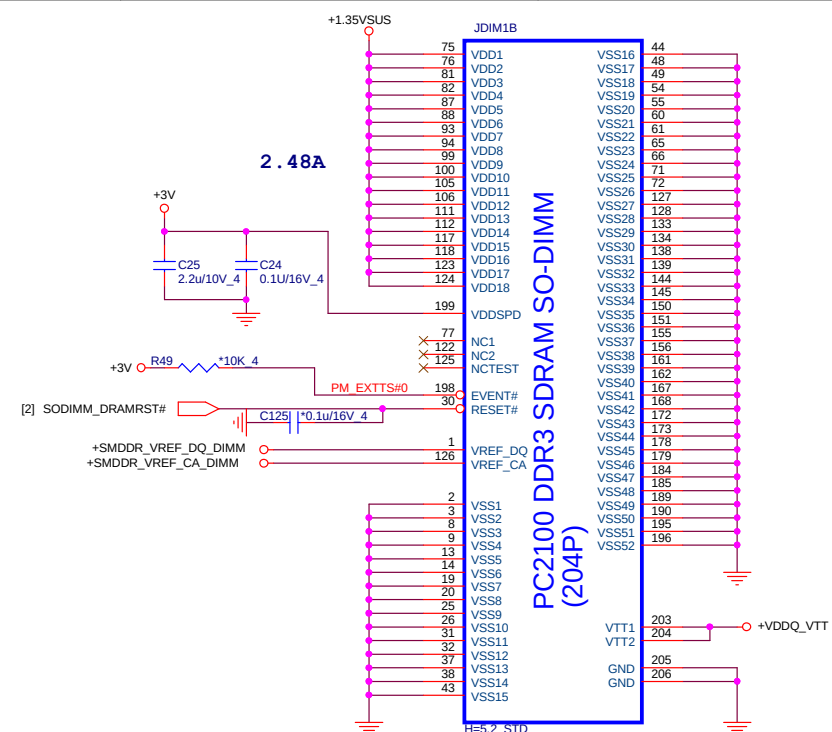 +1.35VSUS
JDIM1B
75 VDD1
76 VDD2
81 VDD3
82 VDD4
87 VDD5
88 VDD6
93 VDD7
94 VDD8
99 VDD9
100 VDD10
105 VDD11
106 VDD12
111 VDD13
112 VDD14
117 VDD15
118 VDD16
123 VDD17
124 VDD18
2.48A
+3V
C25
2.2u/10V_4
C24
0.1U/16V_4
199 VDDSPD
77 NC1
122 NC2
125 NCTEST
+3V R49 *10K_4
PM_EXTTS#0 198 EVENT#
[2] SODIMM_DRAMRST# 30 RESET#
C125 *0.1u/16V_4
+SMDDR_VREF_DQ_DIMM 1 VREF_DQ
+SMDDR_VREF_CA_DIMM 126 VREF_CA
2 VSS1
3 VSS2
8 VSS3
9 VSS4
13 VSS5
14 VSS6
19 VSS7
20 VSS8
25 VSS9
26 VSS10
31 VSS11
32 VSS12
37 VSS13
38 VSS14
43 VSS15
PC2100 DDR3 SDRAM SO-DIMM
(204P)
VSS16 44
VSS17 48
VSS18 49
VSS19 54
VSS20 55
VSS21 60
VSS22 61
VSS23 65
VSS24 66
VSS25 71
VSS26 72
VSS27 127
VSS28 128
VSS29 133
VSS30 134
VSS31 138
VSS32 139
VSS33 144
VSS34 145
VSS35 150
VSS36 151
VSS37 155
VSS38 156
VSS39 161
VSS40 162
VSS41 167
VSS42 168
VSS43 172
VSS44 173
VSS45 178
VSS46 179
VSS47 184
VSS48 185
VSS49 189
VSS50 190
VSS51 195
VSS52 196
VTT1 203
VTT2 204
+VDDQ_VTT
GND 205
GND 206
H=5.2_STD